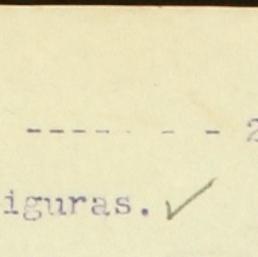 ------- - - 2
iguras. ✓